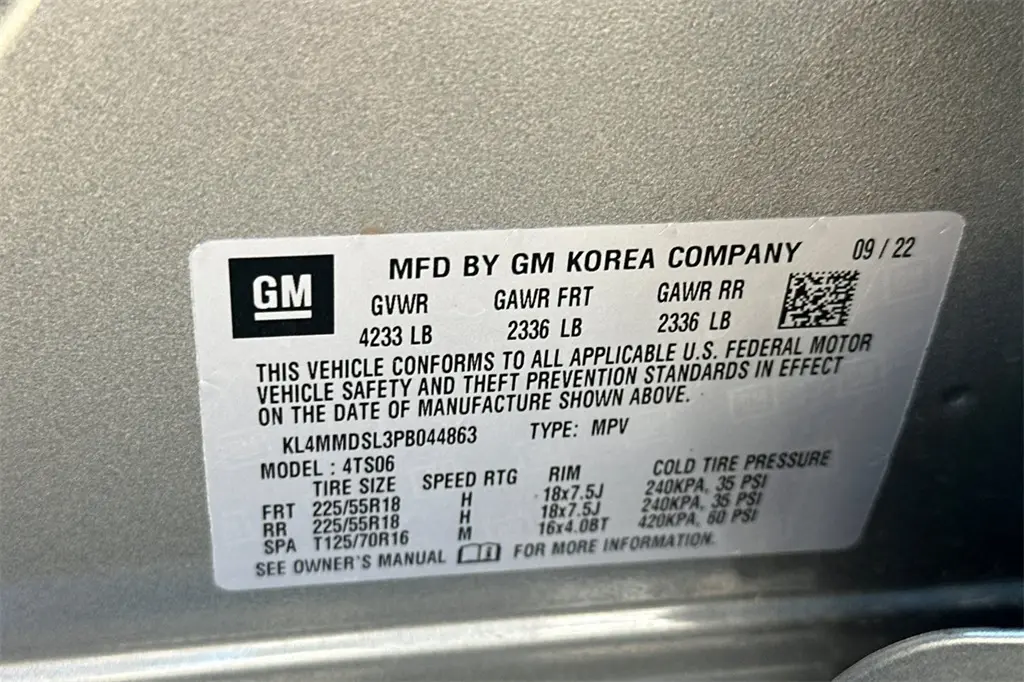 GM
MFD BY GM KOREA COMPANY 09 / 22
GVWR GAWR FRT GAWR RR
4233 LB 2336 LB 2336 LB
THIS VEHICLE CONFORMS TO ALL APPLICABLE U.S. FEDERAL MOTOR
VEHICLE SAFETY AND THEFT PREVENTION STANDARDS IN EFFECT
ON THE DATE OF MANUFACTURE SHOWN ABOVE.
KL4MMDSL3PB044863 TYPE: MPV
MODEL : 4TS06
TIRE SIZE SPEED RTG RIM COLD TIRE PRESSURE
FRT 225/55R18 H 18x7.5J 240KPA, 35 PSI
RR 225/55R18 H 18x7.5J 240KPA, 35 PSI
SPA T125/70R16 M 16x4.0BT 420KPA, 60 PSI
SEE OWNER'S MANUAL FOR MORE INFORMATION.